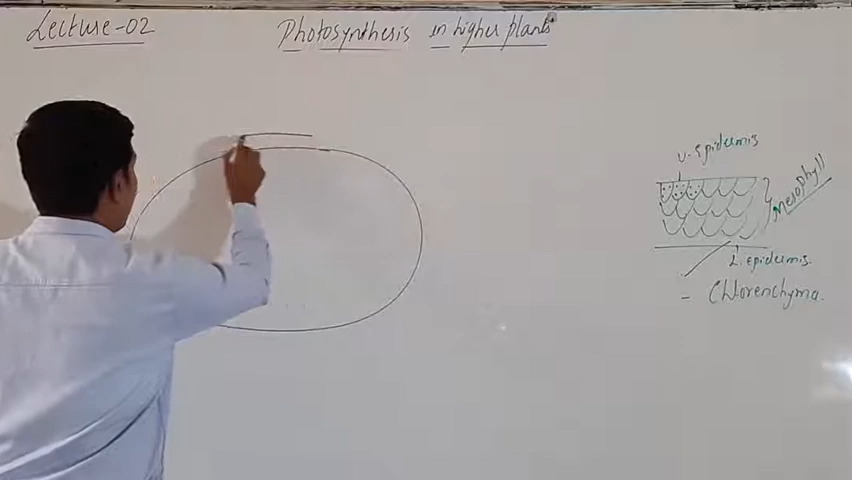 Lecture-02
Photosynthesis in higher plants
U-Epidermis
Mesophyll
L.epidermis.
- Chlorenchyma.